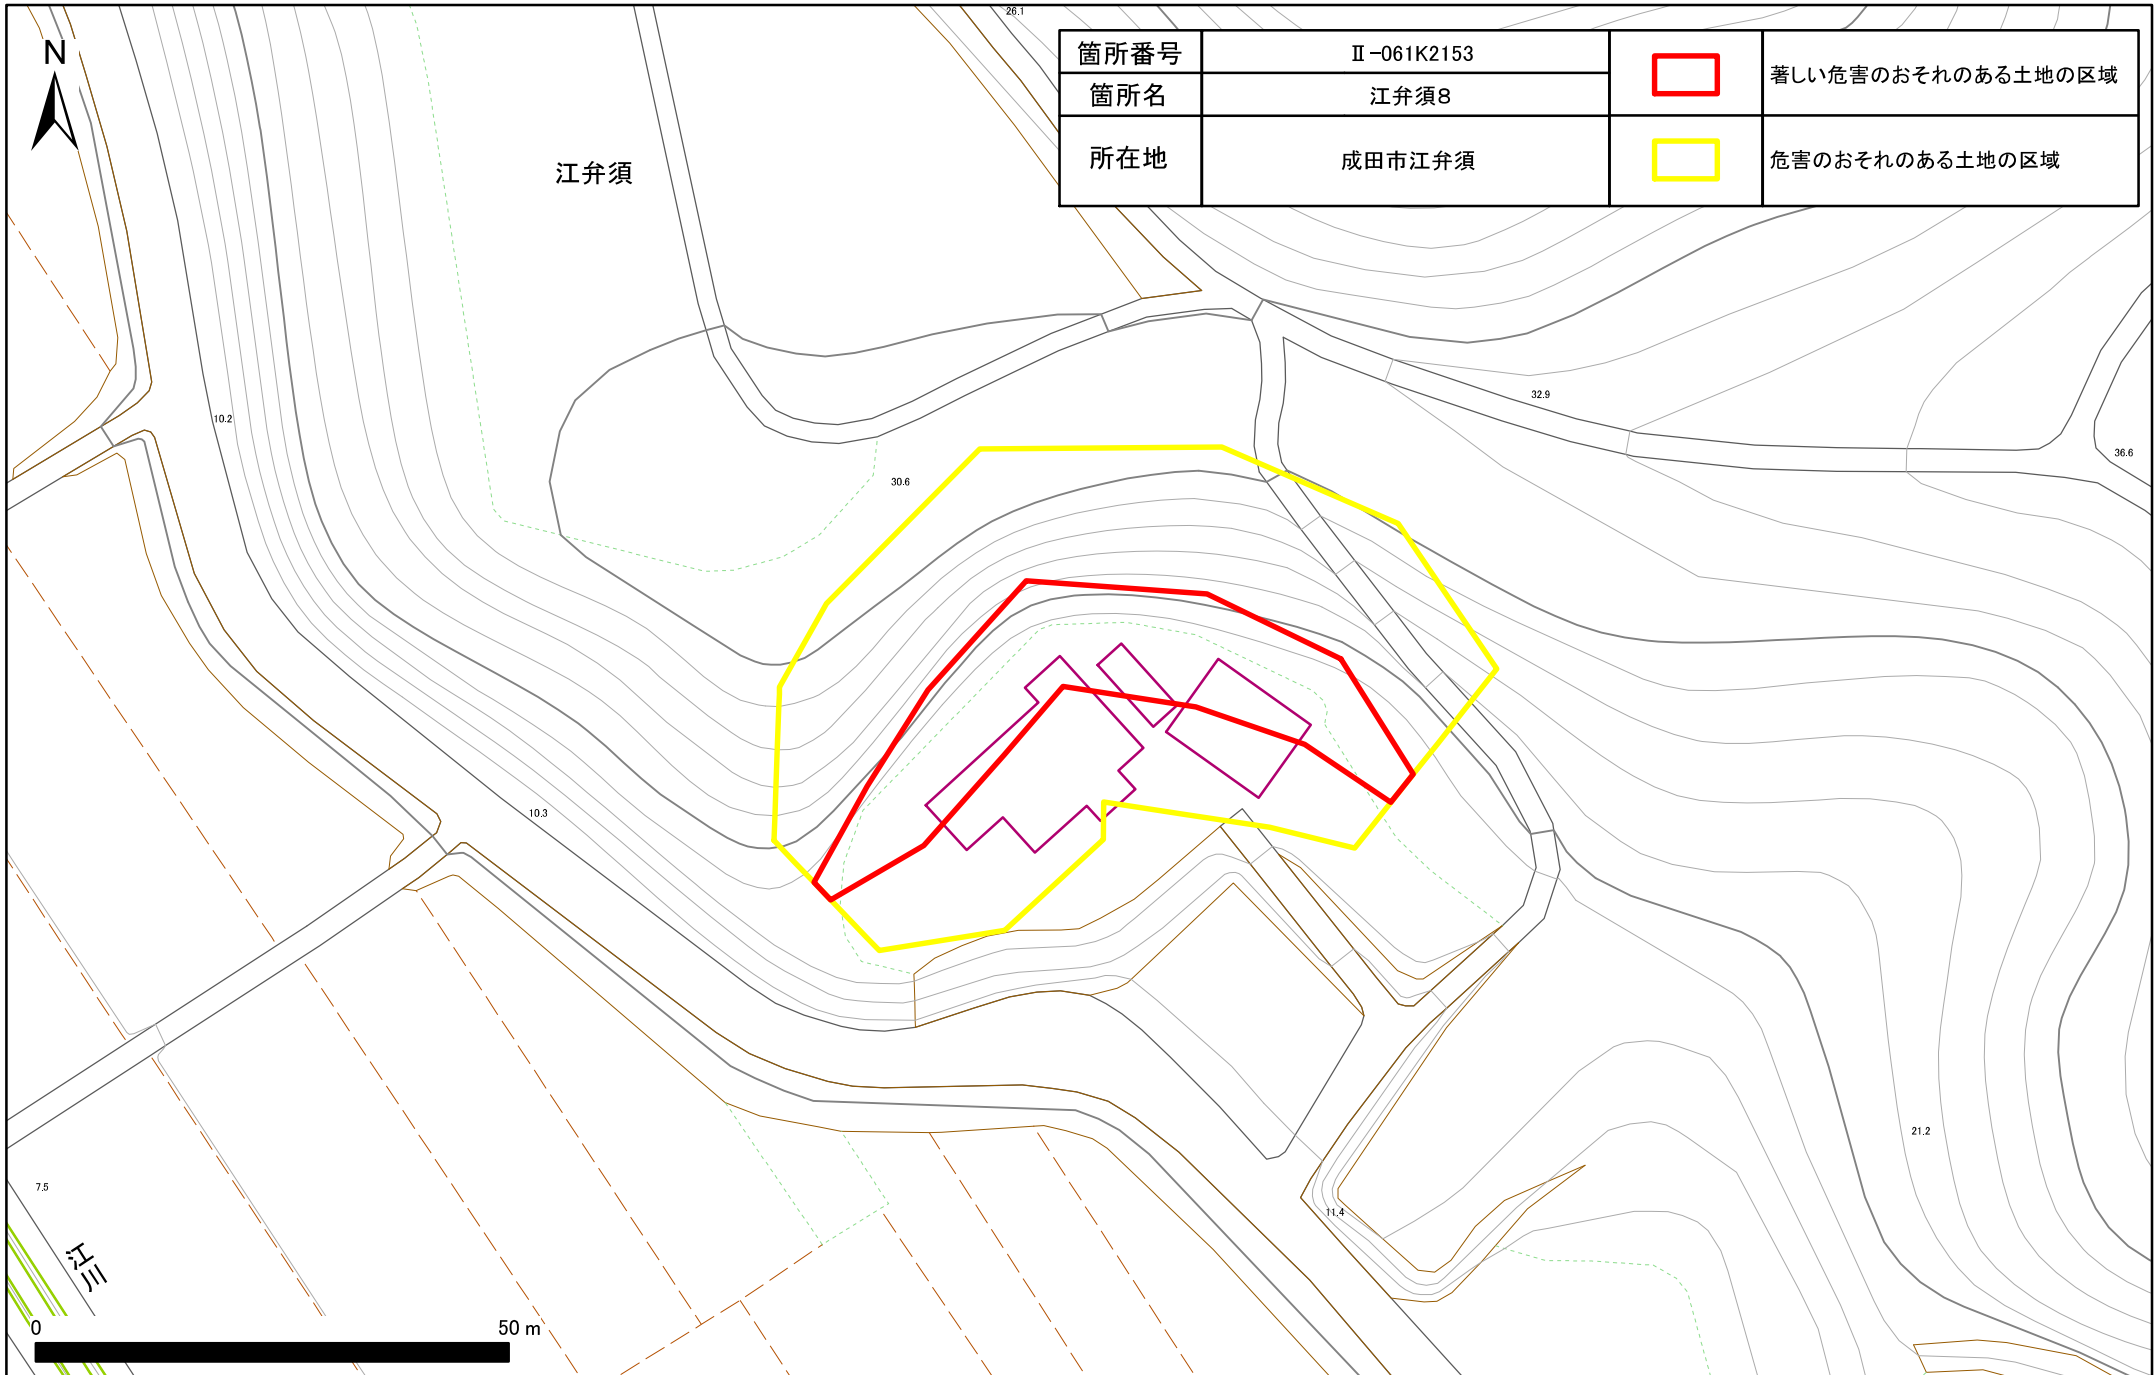 26.1
N
箇所番号
Ⅱ-061K2153
著しい危害のおそれのある土地の区域
箇所名
江弁須8
所在地
成田市江弁須
危害のおそれのある土地の区域
江弁須
10.2
32.9
36.6
30.6
10.3
21.2
7.5
11.4
江川
0 50 m